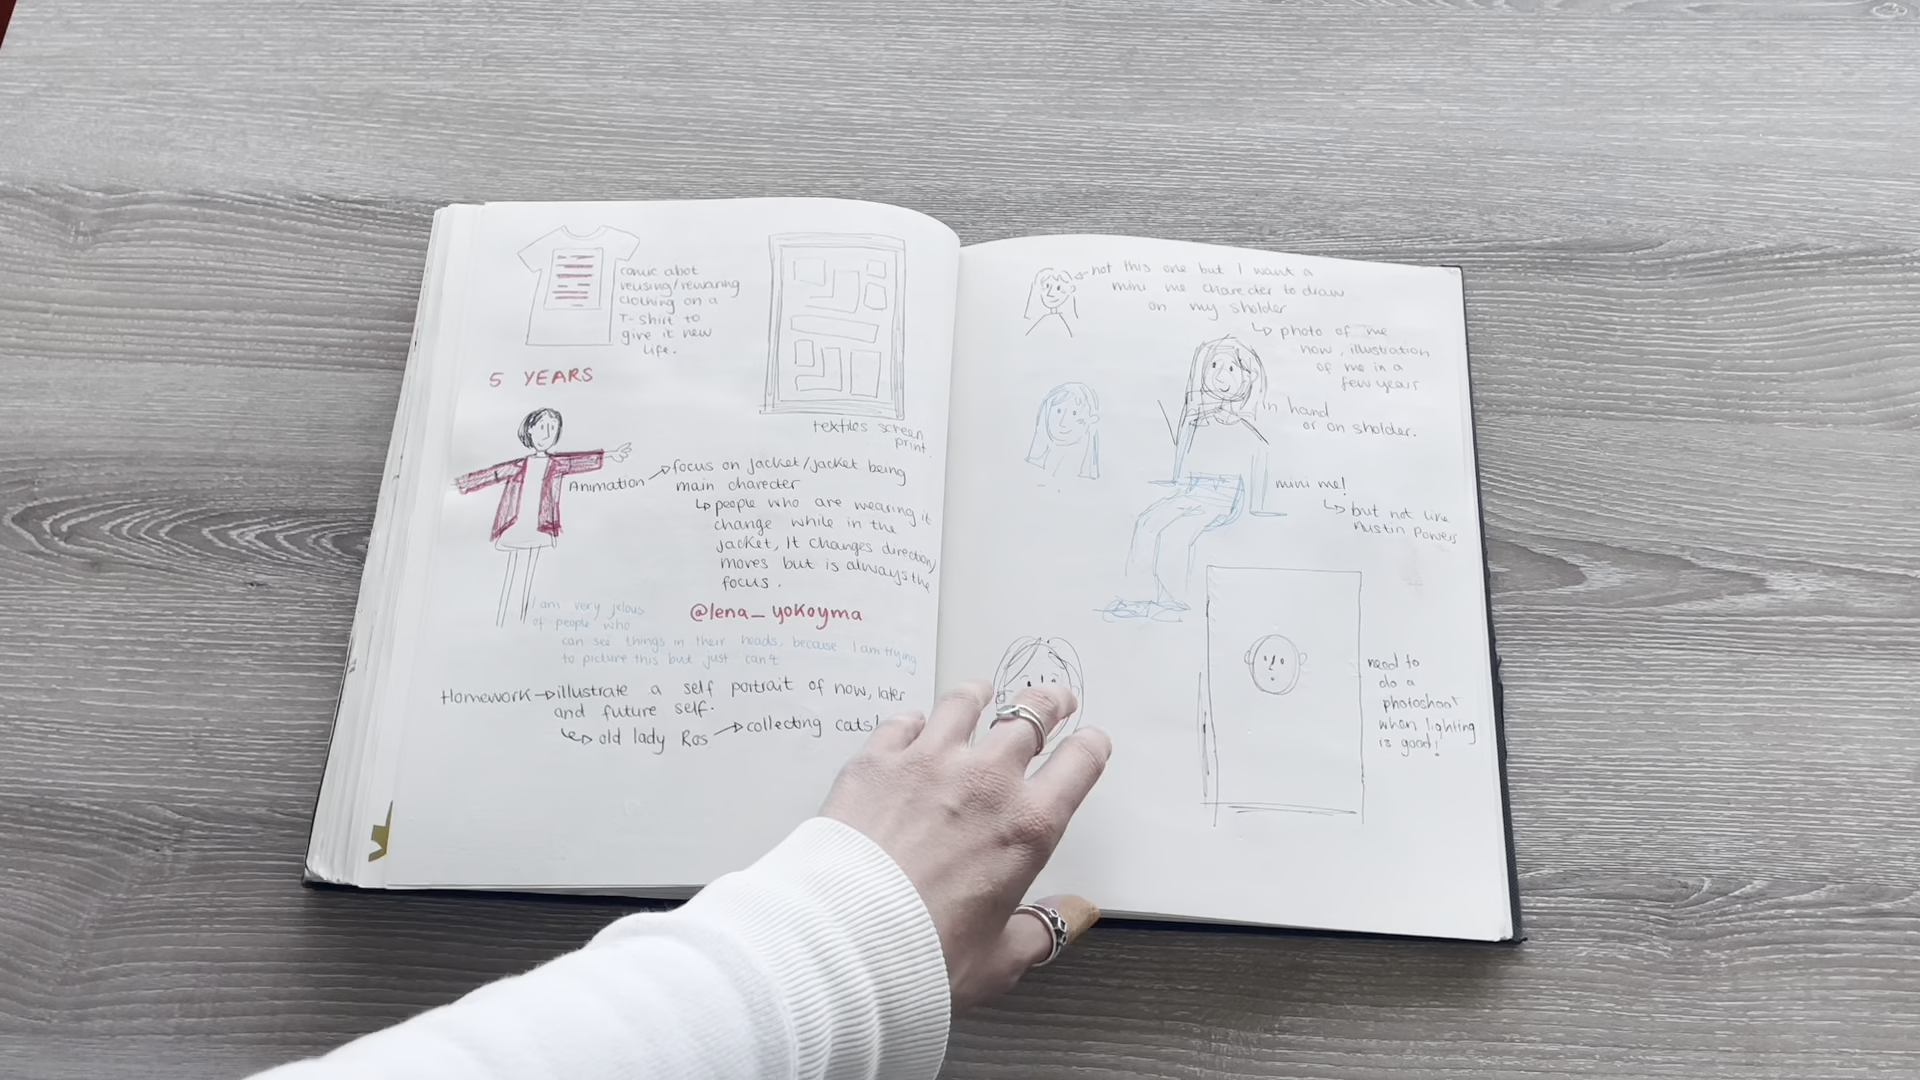 comic abot
reusing/rewaring
clothing on a
T-shirt to
give it new
life.
textiles screen
print.
5 YEARS
Animation → focus on jacket/jacket being
main charecter
↳ people who are wearing it
change while in the
jacket, It changes direction,
moves but is always the
focus.
@lena_yokoyma
I am very jelous
of people who
can see things in their heads, because I am trying
to picture this but just can't
Homework → illustrate a self portrait of now, later
and future self.
↳ old lady Ros → collecting cats!
not this one but I want a
mini me charecter to draw
on my sholder
↳ photo of me
now, illustration
of me in a
few years
in hand
or on sholder.
mini me!
↳ but not like
Austin Powers
need to
do a
photoshoot
when lighting
is good!